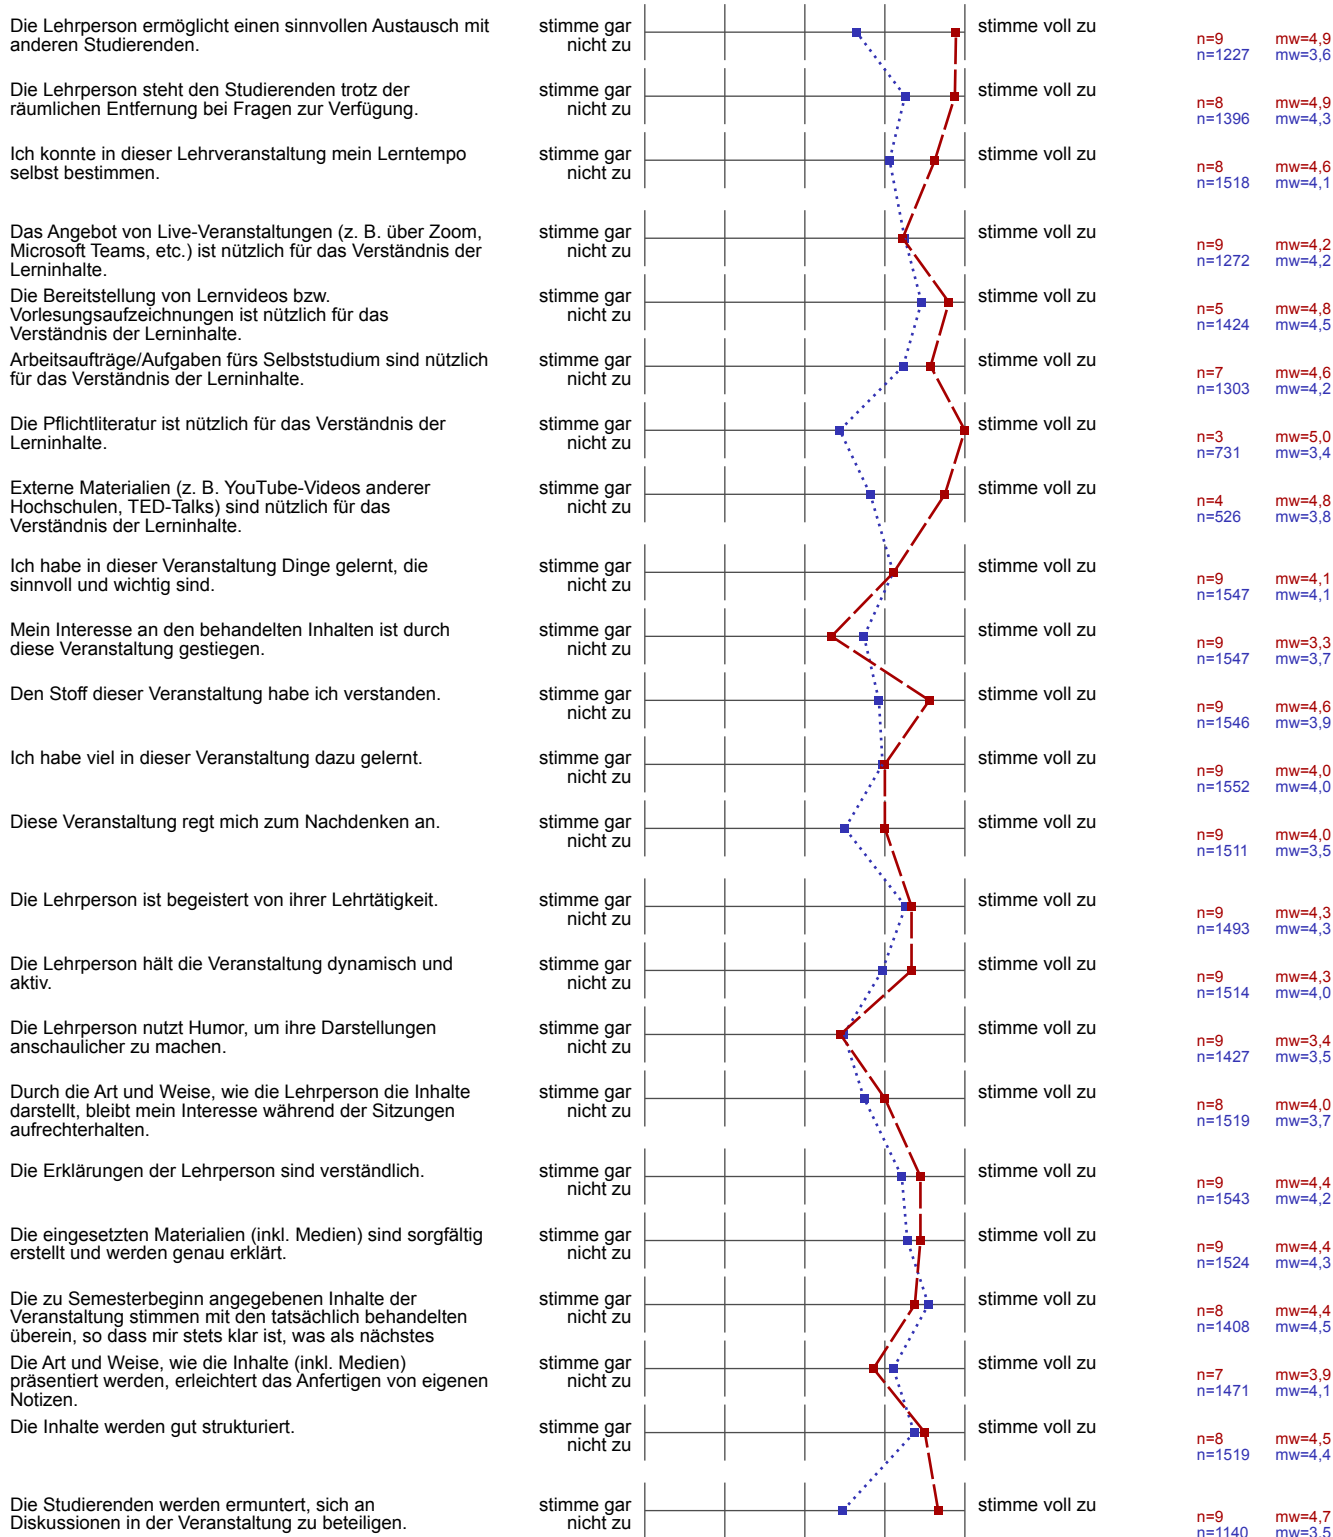 Die Lehrperson ermöglicht einen sinnvollen Austausch mit
anderen Studierenden.
stimme gar
nicht zu
stimme voll zu
n=9 mw=4,9
n=1227 mw=3,6
Die Lehrperson steht den Studierenden trotz der
räumlichen Entfernung bei Fragen zur Verfügung.
stimme gar
nicht zu
stimme voll zu
n=8 mw=4,9
n=1396 mw=4,3
Ich konnte in dieser Lehrveranstaltung mein Lerntempo
selbst bestimmen.
stimme gar
nicht zu
stimme voll zu
n=8 mw=4,6
n=1518 mw=4,1
Das Angebot von Live-Veranstaltungen (z. B. über Zoom,
Microsoft Teams, etc.) ist nützlich für das Verständnis der
Lerninhalte.
stimme gar
nicht zu
stimme voll zu
n=9 mw=4,2
n=1272 mw=4,2
Die Bereitstellung von Lernvideos bzw.
Vorlesungsaufzeichnungen ist nützlich für das
Verständnis der Lerninhalte.
stimme gar
nicht zu
stimme voll zu
n=5 mw=4,8
n=1424 mw=4,5
Arbeitsaufträge/Aufgaben fürs Selbststudium sind nützlich
für das Verständnis der Lerninhalte.
stimme gar
nicht zu
stimme voll zu
n=7 mw=4,6
n=1303 mw=4,2
Die Pflichtliteratur ist nützlich für das Verständnis der
Lerninhalte.
stimme gar
nicht zu
stimme voll zu
n=3 mw=5,0
n=731 mw=3,4
Externe Materialien (z. B. YouTube-Videos anderer
Hochschulen, TED-Talks) sind nützlich für das
Verständnis der Lerninhalte.
stimme gar
nicht zu
stimme voll zu
n=4 mw=4,8
n=526 mw=3,8
Ich habe in dieser Veranstaltung Dinge gelernt, die
sinnvoll und wichtig sind.
stimme gar
nicht zu
stimme voll zu
n=9 mw=4,1
n=1547 mw=4,1
Mein Interesse an den behandelten Inhalten ist durch
diese Veranstaltung gestiegen.
stimme gar
nicht zu
stimme voll zu
n=9 mw=3,3
n=1547 mw=3,7
Den Stoff dieser Veranstaltung habe ich verstanden.
stimme gar
nicht zu
stimme voll zu
n=9 mw=4,6
n=1546 mw=3,9
Ich habe viel in dieser Veranstaltung dazu gelernt.
stimme gar
nicht zu
stimme voll zu
n=9 mw=4,0
n=1552 mw=4,0
Diese Veranstaltung regt mich zum Nachdenken an.
stimme gar
nicht zu
stimme voll zu
n=9 mw=4,0
n=1511 mw=3,5
Die Lehrperson ist begeistert von ihrer Lehrtätigkeit.
stimme gar
nicht zu
stimme voll zu
n=9 mw=4,3
n=1493 mw=4,3
Die Lehrperson hält die Veranstaltung dynamisch und
aktiv.
stimme gar
nicht zu
stimme voll zu
n=9 mw=4,3
n=1514 mw=4,0
Die Lehrperson nutzt Humor, um ihre Darstellungen
anschaulicher zu machen.
stimme gar
nicht zu
stimme voll zu
n=9 mw=3,4
n=1427 mw=3,5
Durch die Art und Weise, wie die Lehrperson die Inhalte
darstellt, bleibt mein Interesse während der Sitzungen
aufrechterhalten.
stimme gar
nicht zu
stimme voll zu
n=8 mw=4,0
n=1519 mw=3,7
Die Erklärungen der Lehrperson sind verständlich.
stimme gar
nicht zu
stimme voll zu
n=9 mw=4,4
n=1543 mw=4,2
Die eingesetzten Materialien (inkl. Medien) sind sorgfältig
erstellt und werden genau erklärt.
stimme gar
nicht zu
stimme voll zu
n=9 mw=4,4
n=1524 mw=4,3
Die zu Semesterbeginn angegebenen Inhalte der
Veranstaltung stimmen mit den tatsächlich behandelten
überein, so dass mir stets klar ist, was als nächstes
stimme gar
nicht zu
stimme voll zu
n=8 mw=4,4
n=1408 mw=4,5
Die Art und Weise, wie die Inhalte (inkl. Medien)
präsentiert werden, erleichtert das Anfertigen von eigenen
Notizen.
stimme gar
nicht zu
stimme voll zu
n=7 mw=3,9
n=1471 mw=4,1
Die Inhalte werden gut strukturiert.
stimme gar
nicht zu
stimme voll zu
n=8 mw=4,5
n=1519 mw=4,4
Die Studierenden werden ermuntert, sich an
Diskussionen in der Veranstaltung zu beteiligen.
stimme gar
nicht zu
stimme voll zu
n=9 mw=4,7
n=1140 mw=3,5